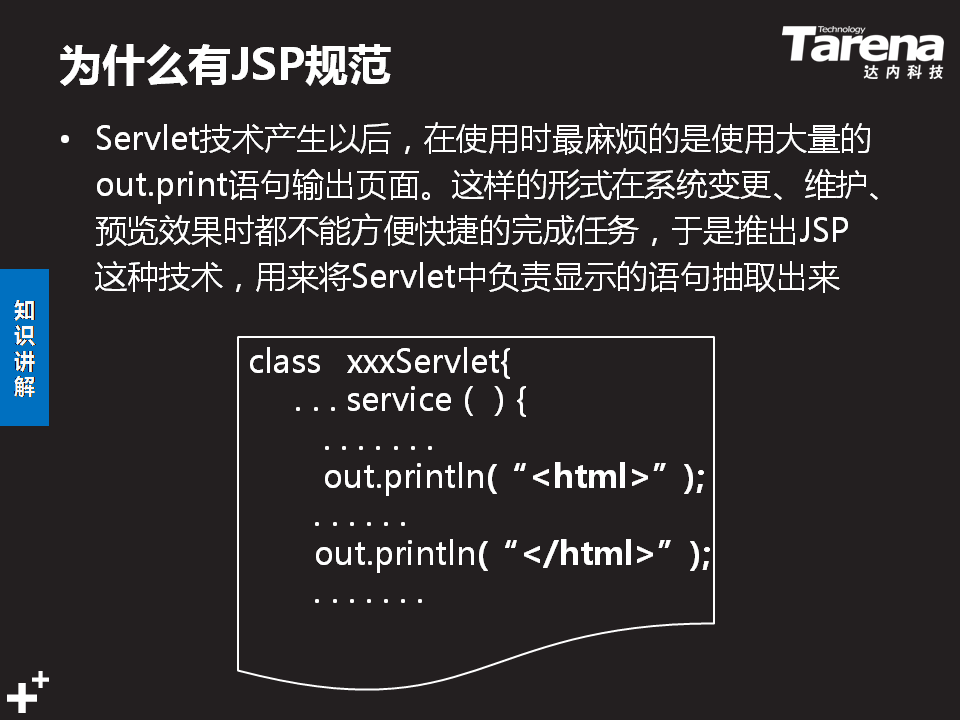 为什么有JSP规范
Technology
Tarena
达内科技
• Servlet技术产生以后，在使用时最麻烦的是使用大量的
out.print语句输出页面。这样的形式在系统变更、维护、
预览效果时都不能方便快捷的完成任务，于是推出JSP
这种技术，用来将Servlet中负责显示的语句抽取出来
知
识
讲
解
class xxxServlet{
. . . service（ ）{
. . . . . . .
out.println(“<html>”);
. . . . . .
out.println(“</html>”);
. . . . . . .